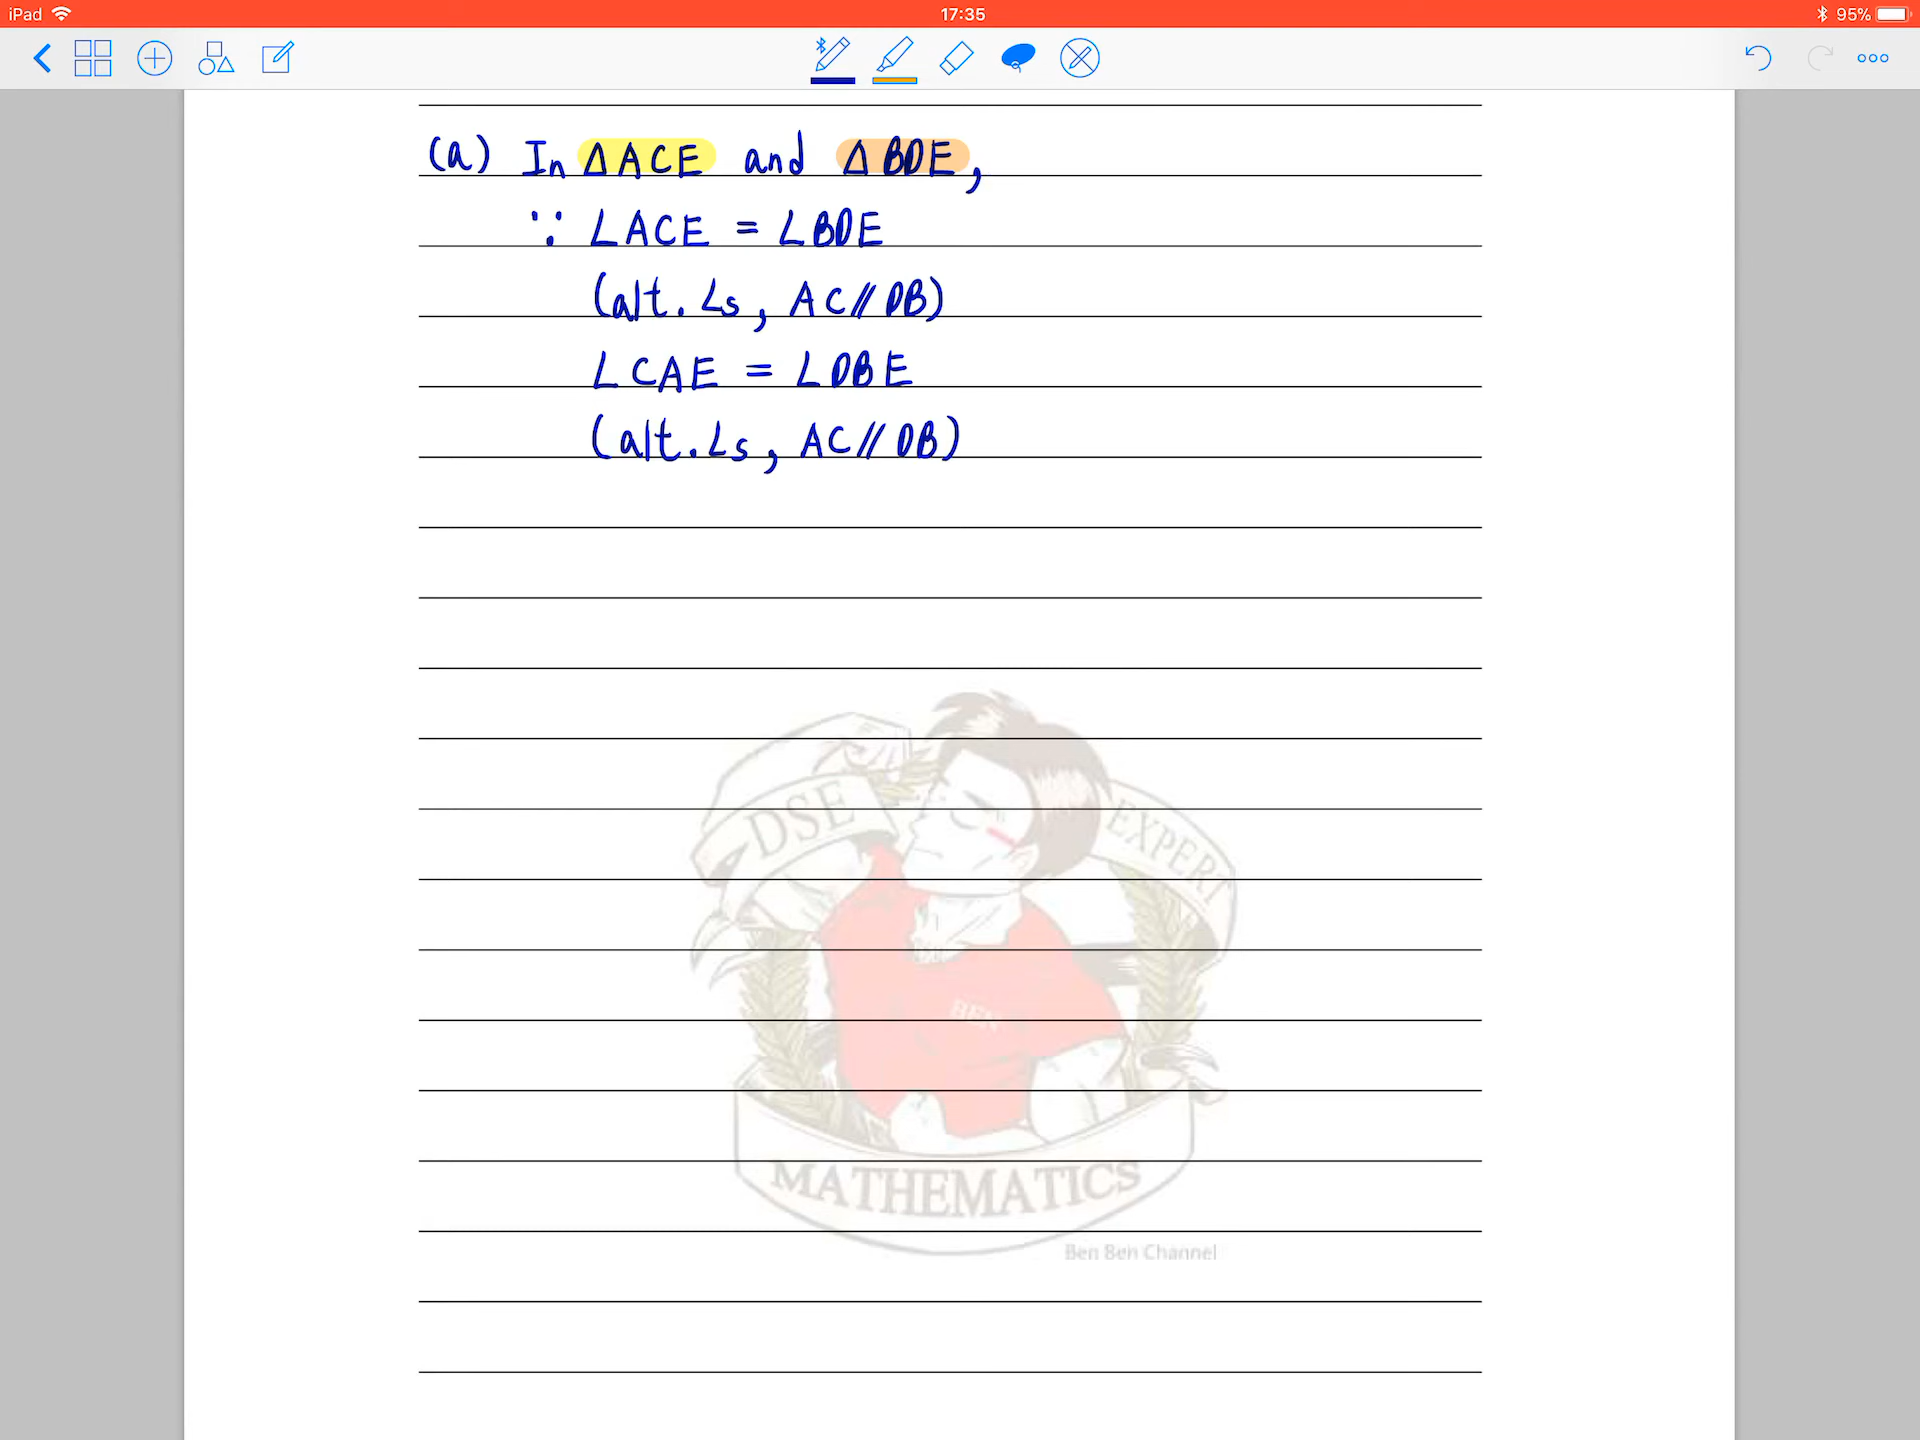 iPad 17:35 95%
(a) In △ACE and △BDE,
∵ ∠ACE = ∠BDE
(alt. ∠s, AC//DB)
∠CAE = ∠DBE
(alt. ∠s, AC//DB)
DSE EXPERT
BEN
MATHEMATICS
Ben Ben Channel